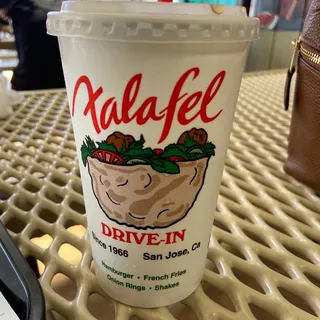 Falafel
DRIVE-IN
Since 1966 San Jose, Ca
Hamburger • French Fries
Onion Rings • Shakes